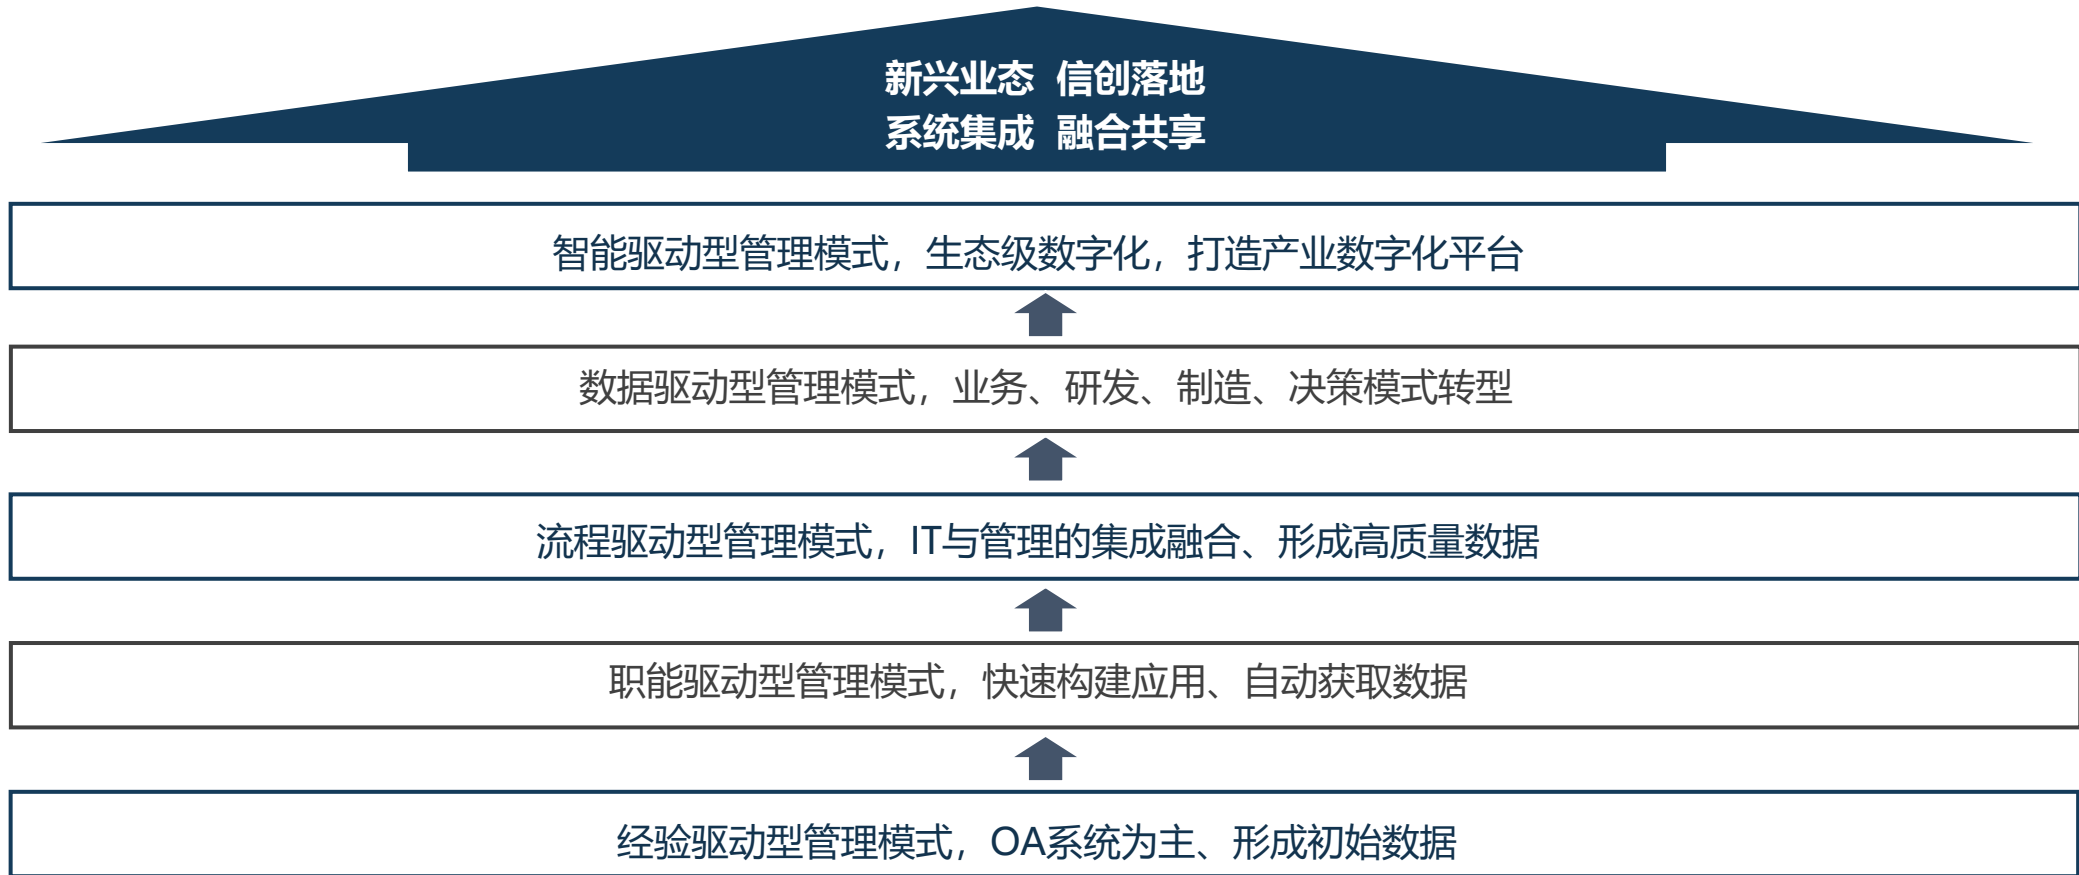 新兴业态 信创落地
系统集成 融合共享
智能驱动型管理模式，生态级数字化，打造产业数字化平台
数据驱动型管理模式，业务、研发、制造、决策模式转型
流程驱动型管理模式，IT与管理的集成融合、形成高质量数据
职能驱动型管理模式，快速构建应用、自动获取数据
经验驱动型管理模式，OA系统为主、形成初始数据